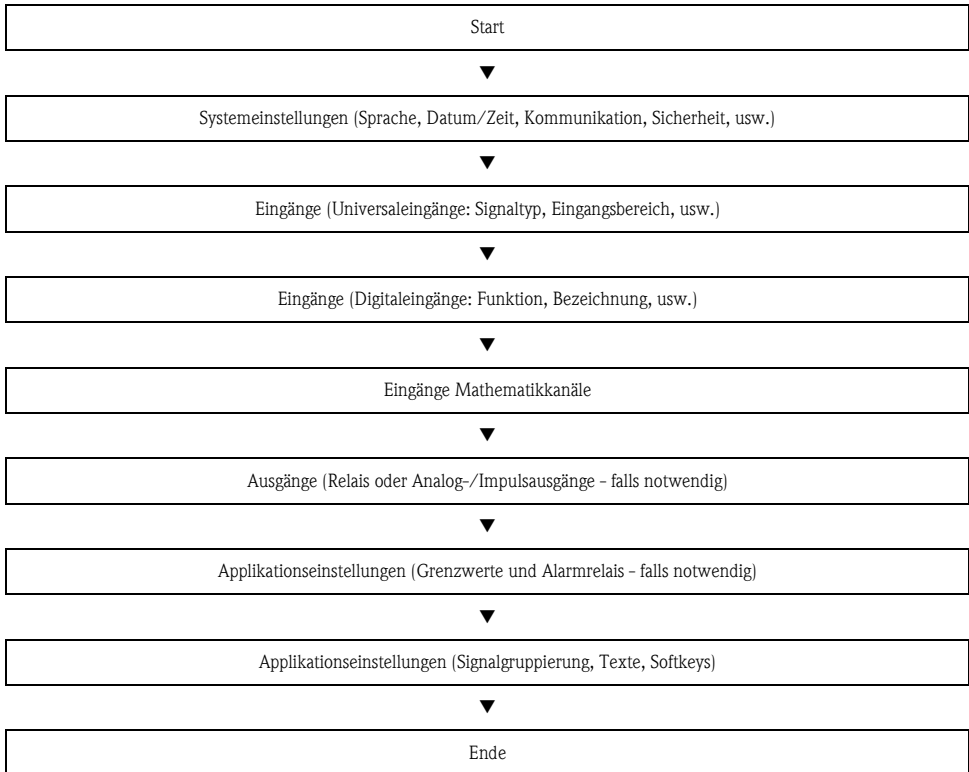 Start
Systemeinstellungen (Sprache, Datum/Zeit, Kommunikation, Sicherheit, usw.)
Eingänge (Universaleingänge: Signaltyp, Eingangsbereich, usw.)
Eingänge (Digitaleingänge: Funktion, Bezeichnung, usw.)
Eingänge Mathematikkanäle
Ausgänge (Relais oder Analog-/Impulsausgänge - falls notwendig)
Applikationseinstellungen (Grenzwerte und Alarmrelais - falls notwendig)
Applikationseinstellungen (Signalgruppierung, Texte, Softkeys)
Ende